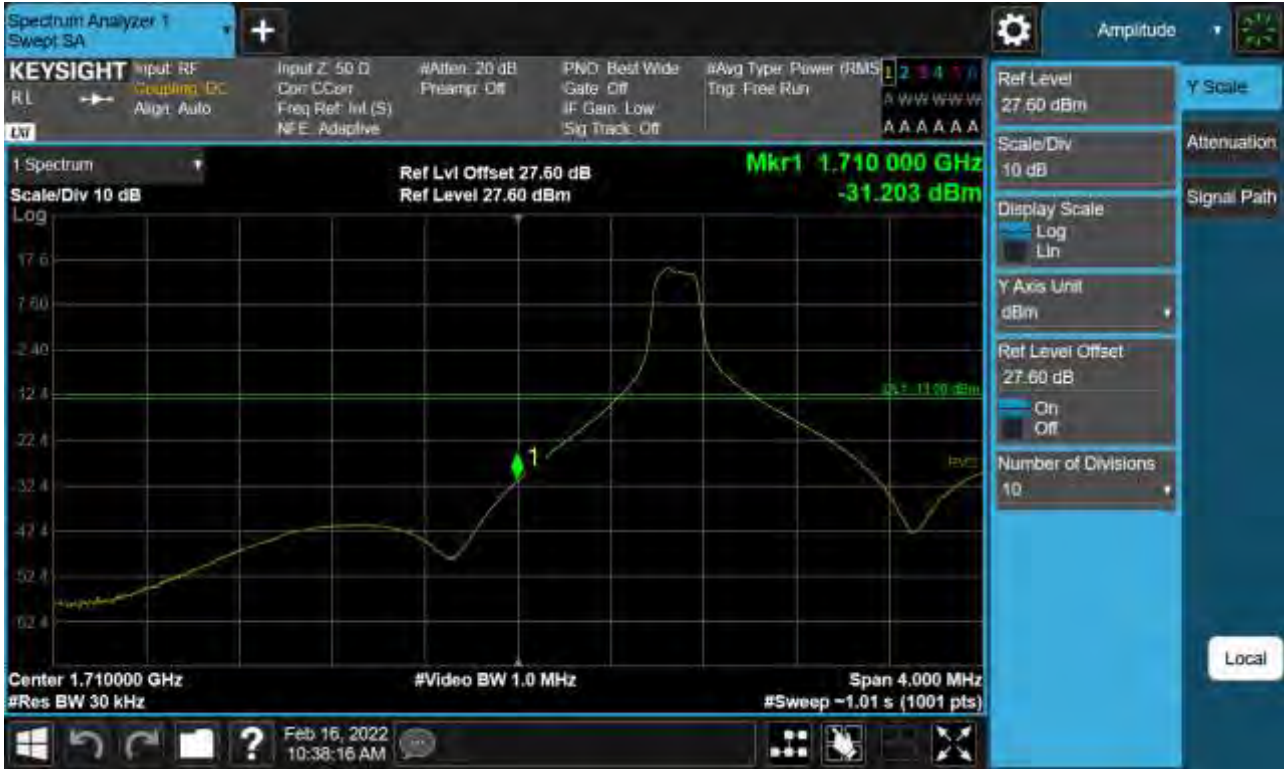 Spectrum Analyzer 1
Swept SA
Amplitude
KEYSIGHT
RL
Input: RF
Coupling: DC
Align: Auto
Input Z: 50 Ω
Corr CCorr
Freq Ref: Int (S)
NFE: Adaptive
#Atten: 20 dB
Preamp: Off
PNO: Best Wide
Gate: Off
IF Gain: Low
Sig Track: Off
#Avg Type: Power (RMS
Trig: Free Run
1 2 3 4 5 6
A W W W W W
A A A A A A
1 Spectrum
Scale/Div 10 dB
Log
Ref Lvl Offset 27.60 dB
Ref Level 27.60 dBm
Mkr1 1.710 000 GHz
-31.203 dBm
17.6
7.60
-2.40
-12.4
-22.4
-32.4
-42.4
-52.4
-62.4
1
DL1 -13.00 dBm
RMS
Center 1.710000 GHz
#Res BW 30 kHz
#Video BW 1.0 MHz
Span 4.000 MHz
#Sweep ~1.01 s (1001 pts)
Ref Level
27.60 dBm
Scale/Div
10 dB
Display Scale
Log
Lin
Y Axis Unit
dBm
Ref Level Offset
27.60 dB
On
Off
Number of Divisions
10
Y Scale
Attenuation
Signal Path
Local
Feb 16, 2022
10:38:16 AM